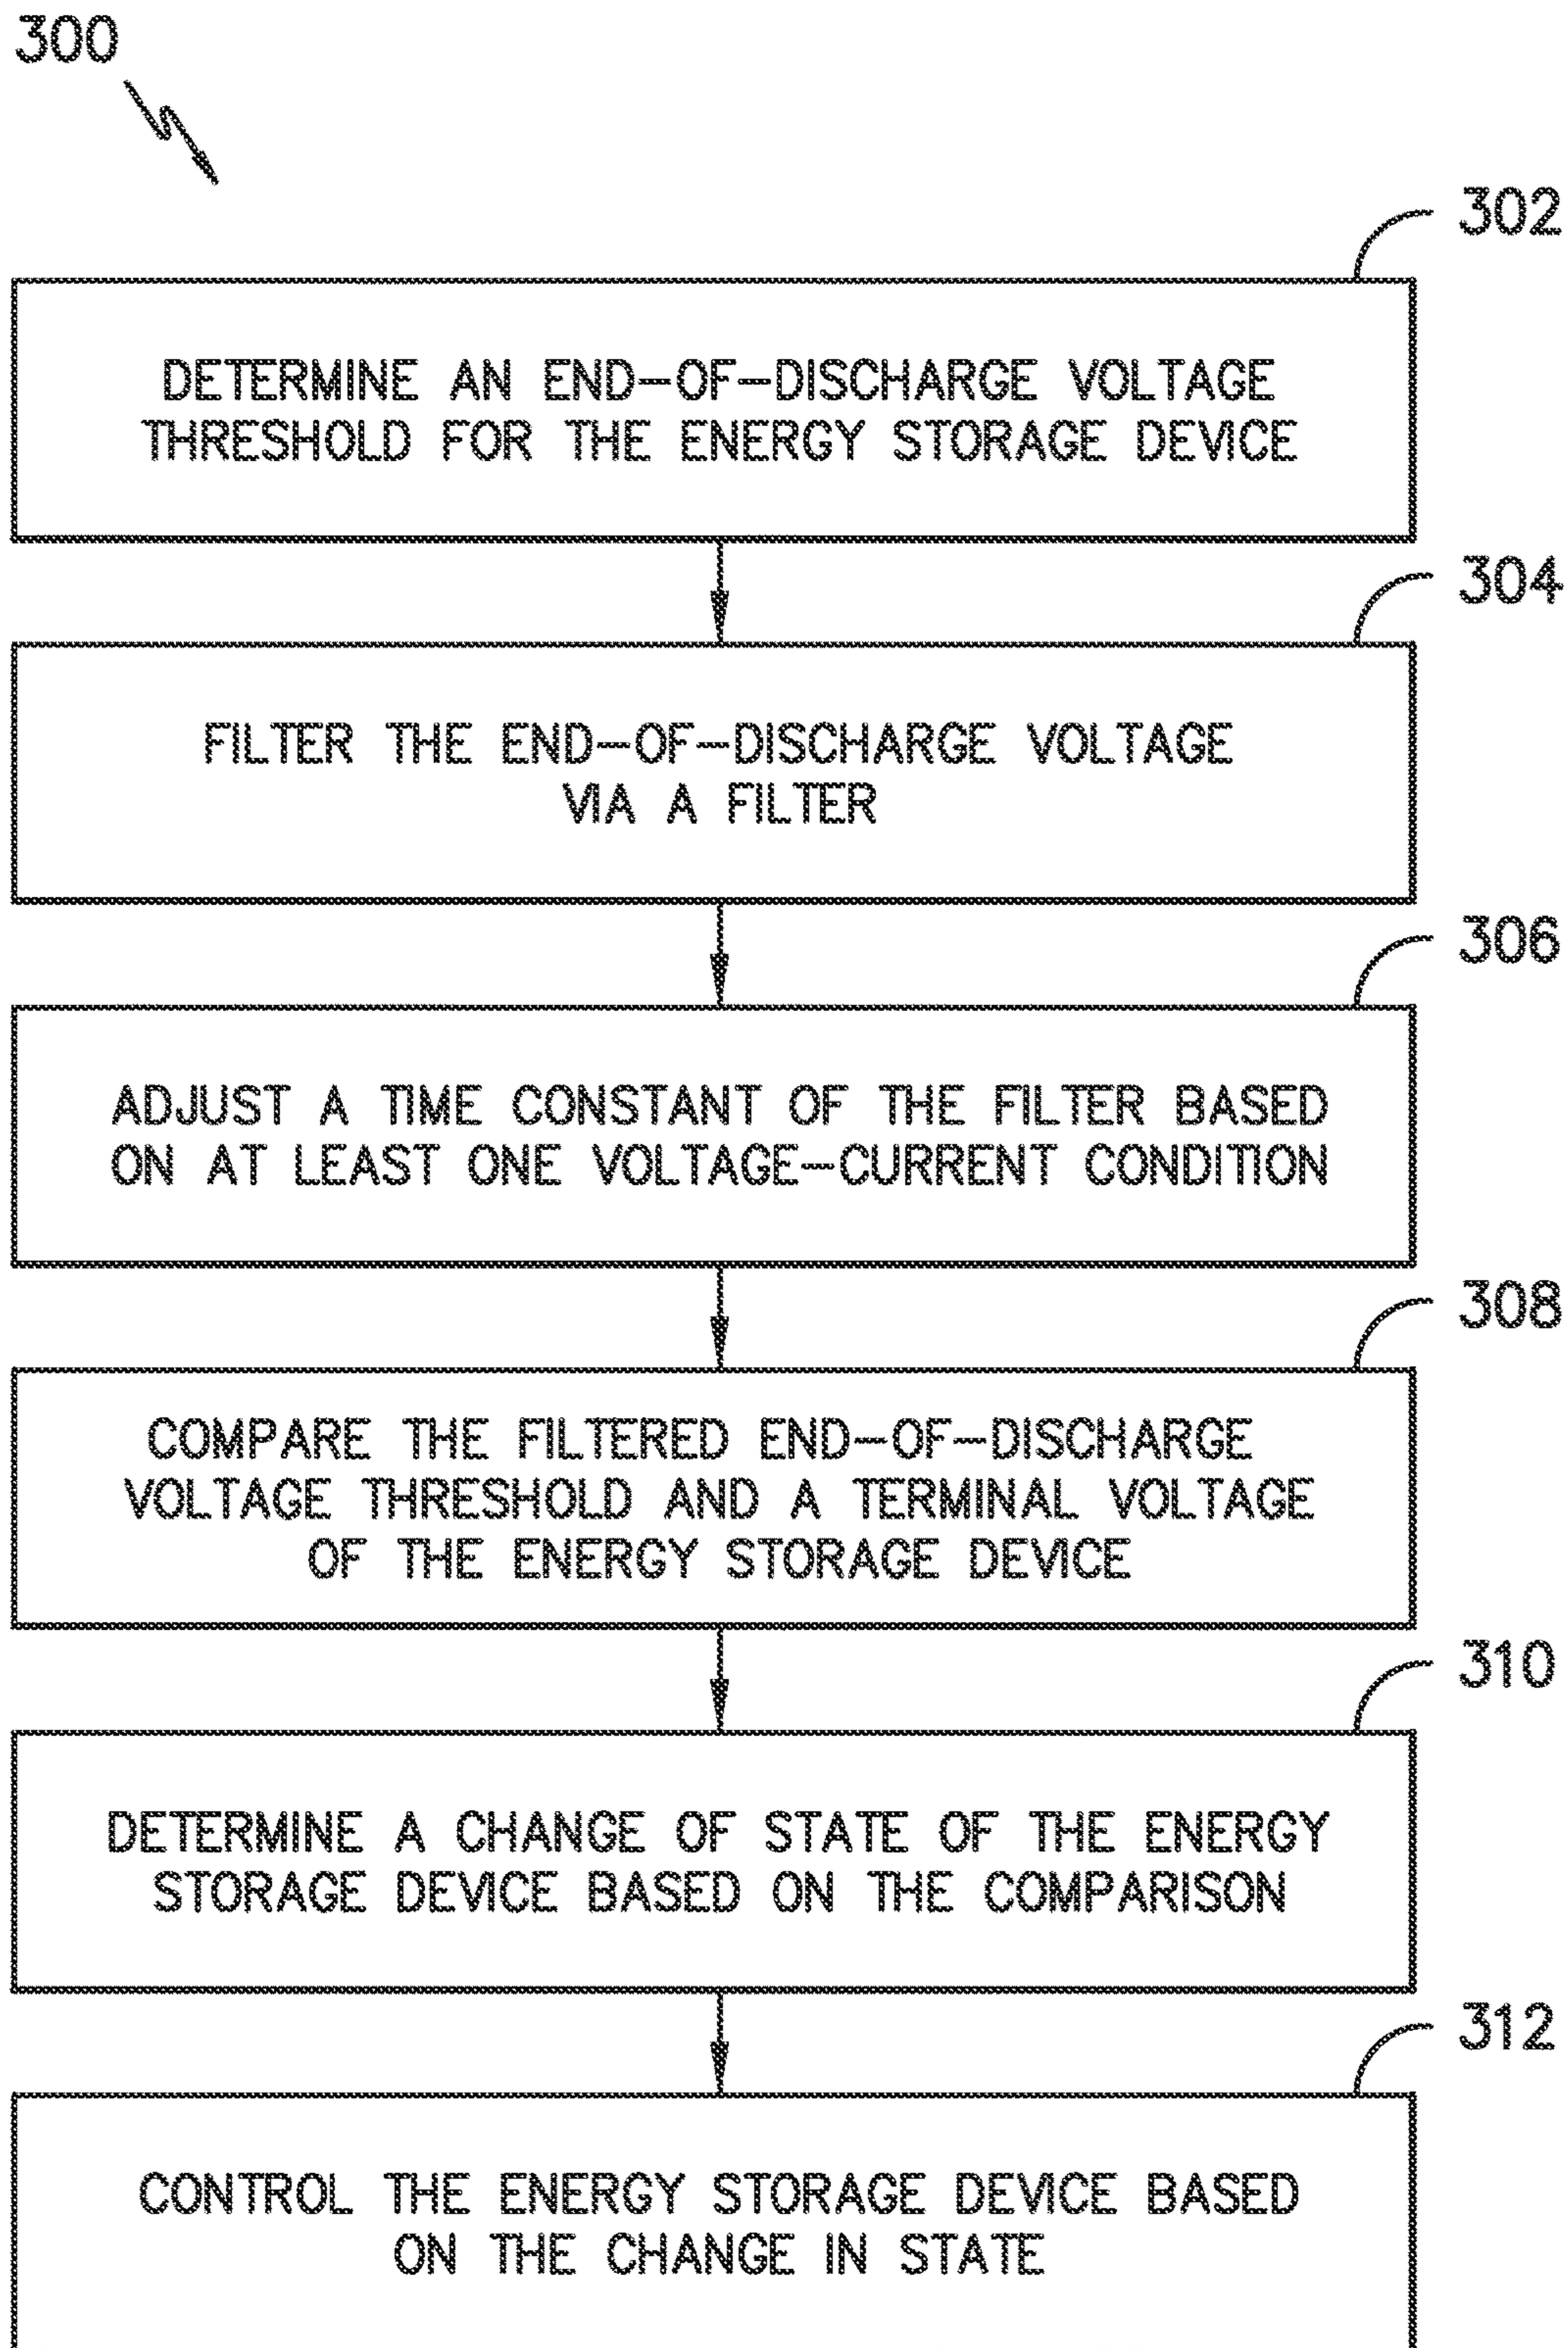 300
302
DETERMINE AN END-OF-DISCHARGE VOLTAGE
THRESHOLD FOR THE ENERGY STORAGE DEVICE
304
FILTER THE END-OF-DISCHARGE VOLTAGE
VIA A FILTER
306
ADJUST A TIME CONSTANT OF THE FILTER BASED
ON AT LEAST ONE VOLTAGE-CURRENT CONDITION
308
COMPARE THE FILTERED END-OF-DISCHARGE
VOLTAGE THRESHOLD AND A TERMINAL VOLTAGE
OF THE ENERGY STORAGE DEVICE
310
DETERMINE A CHANGE OF STATE OF THE ENERGY
STORAGE DEVICE BASED ON THE COMPARISON
312
CONTROL THE ENERGY STORAGE DEVICE BASED
ON THE CHANGE IN STATE